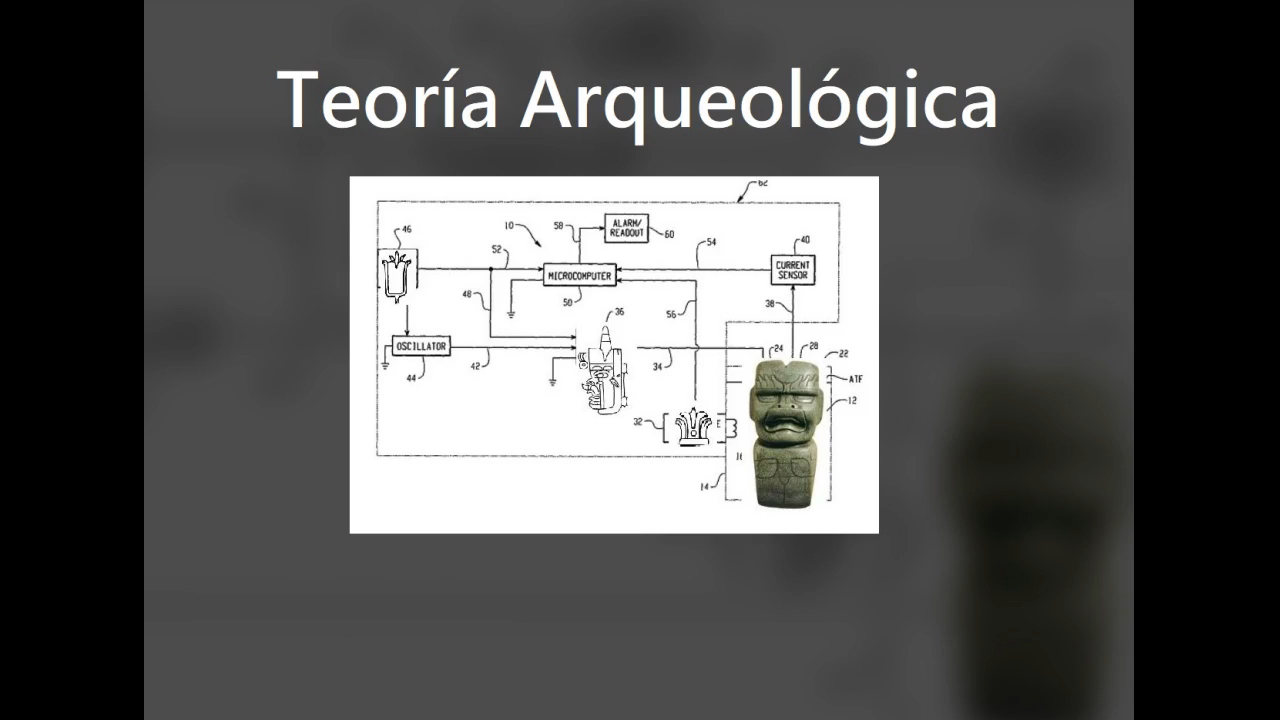 Teoría Arqueológica
62
46
10
58
ALARM/
READOUT
60
52
54
40
MICROCOMPUTER
CURRENT
SENSOR
50
48
56
38
36
OSCILLATOR
44
42
34
24
28
22
ATF
12
32
E
14